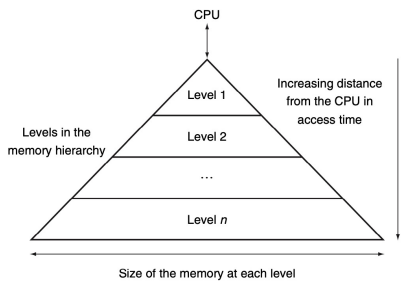 CPU
Level 1
Increasing distance
from the CPU in
access time
Levels in the
memory hierarchy
Level 2
...
Level n
Size of the memory at each level